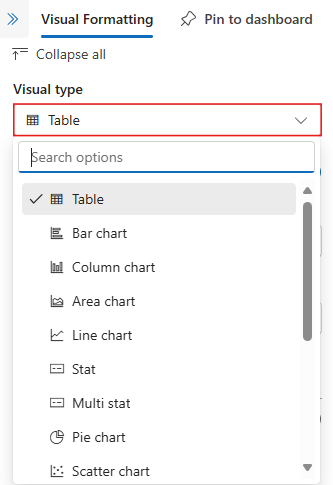 Visual Formatting Pin to dashboard
Collapse all
Visual type
Table
Search options
Table
Bar chart
Column chart
Area chart
Line chart
Stat
Multi stat
Pie chart
Scatter chart